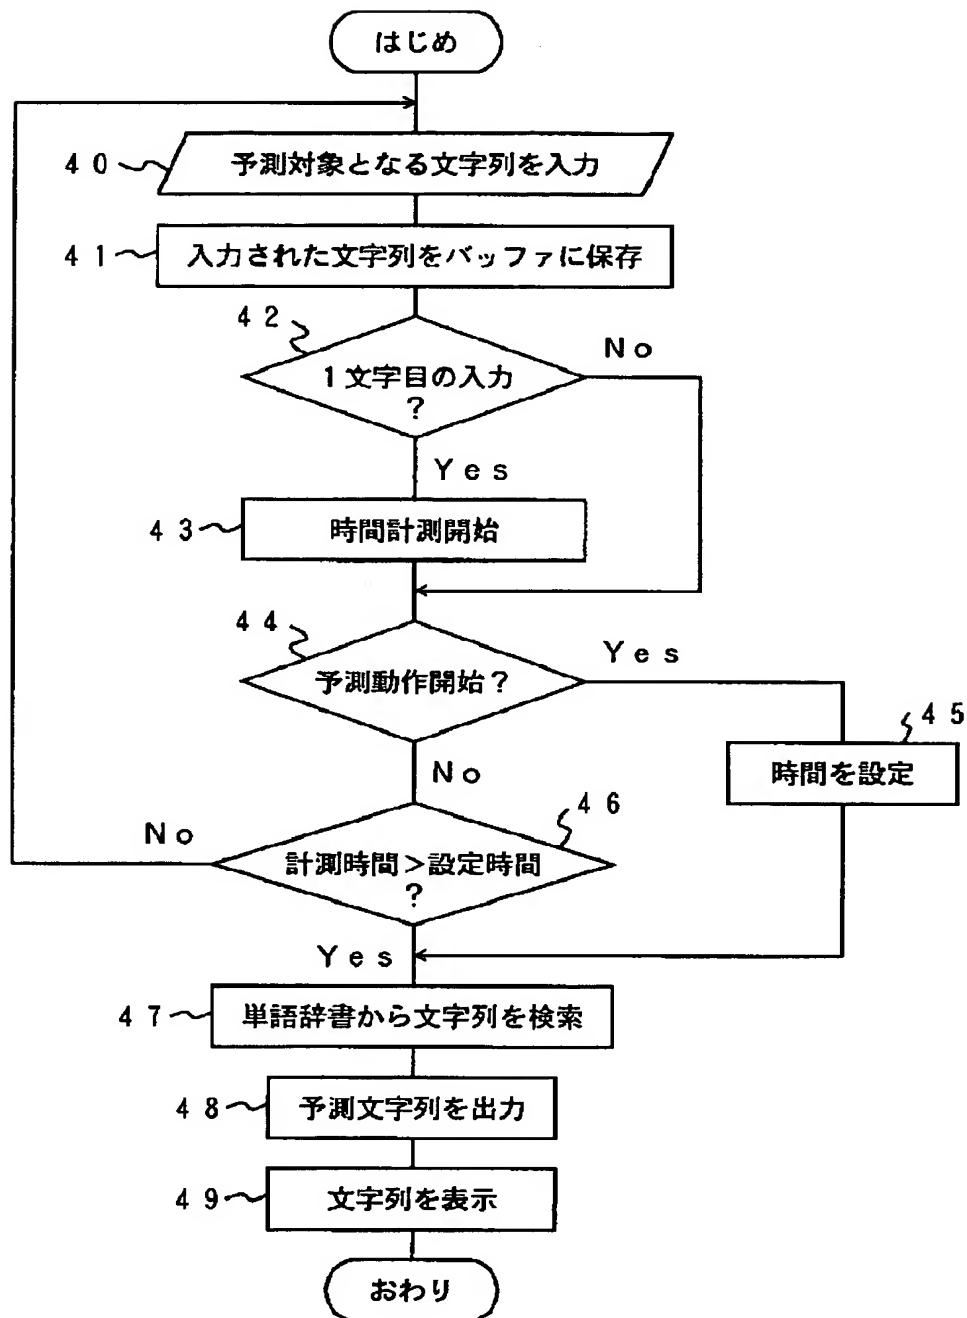 はじめ
40
予測対象となる文字列を入力
41
入力された文字列をバッファに保存
42
1文字目の入力
?
No
Yes
43
時間計測開始
44
予測動作開始?
Yes
No
45
時間を設定
46
計測時間>設定時間
?
No
Yes
47
単語辞書から文字列を検索
48
予測文字列を出力
49
文字列を表示
おわり